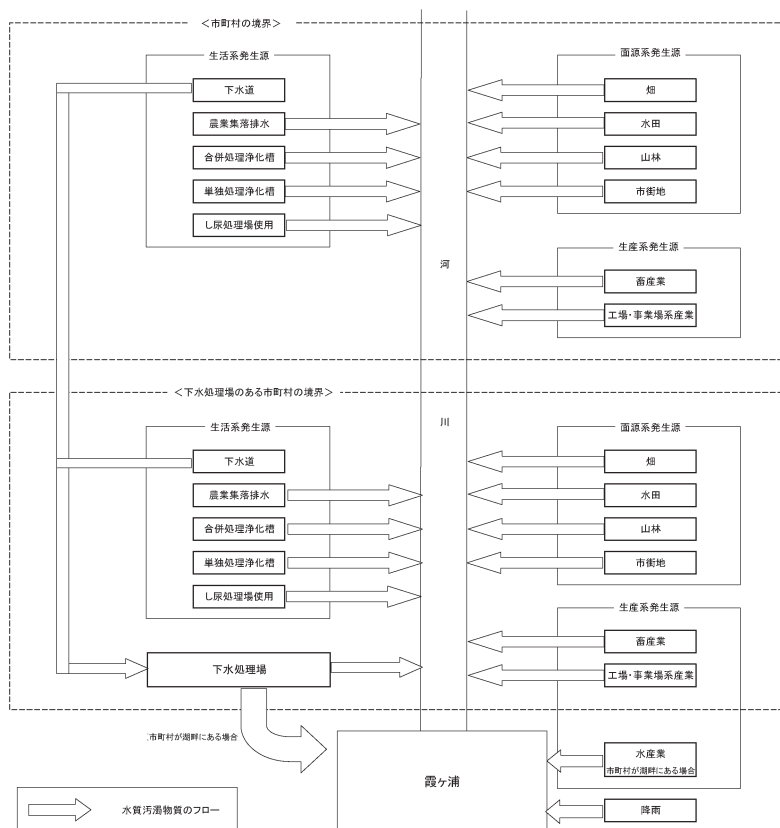 ＜市町村の境界＞
生活系発生源
下水道
農業集落排水
合併処理浄化槽
単独処理浄化槽
し尿処理場使用
面源系発生源
畑
水田
山林
市街地
生産系発生源
畜産業
工場・事業場系産業
河
川
＜下水処理場のある市町村の境界＞
生活系発生源
下水道
農業集落排水
合併処理浄化槽
単独処理浄化槽
し尿処理場使用
下水処理場
面源系発生源
畑
水田
山林
市街地
生産系発生源
畜産業
工場・事業場系産業
市町村が湖畔にある場合
霞ヶ浦
水産業
市町村が湖畔にある場合
降雨
水質汚濁物質のフロー